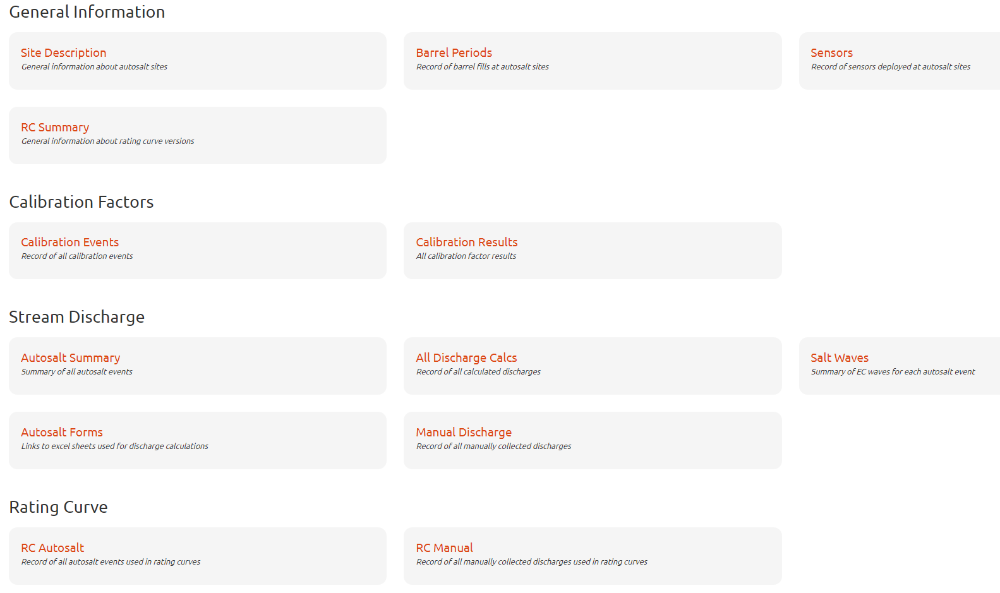 General Information
Site Description
General information about autosalt sites
Barrel Periods
Record of barrel fills at autosalt sites
Sensors
Record of sensors deployed at autosalt sites
RC Summary
General information about rating curve versions
Calibration Factors
Calibration Events
Record of all calibration events
Calibration Results
All calibration factor results
Stream Discharge
Autosalt Summary
Summary of all autosalt events
All Discharge Calcs
Record of all calculated discharges
Salt Waves
Summary of EC waves for each autosalt event
Autosalt Forms
Links to excel sheets used for discharge calculations
Manual Discharge
Record of all manually collected discharges
Rating Curve
RC Autosalt
Record of all autosalt events used in rating curves
RC Manual
Record of all manually collected discharges used in rating curves